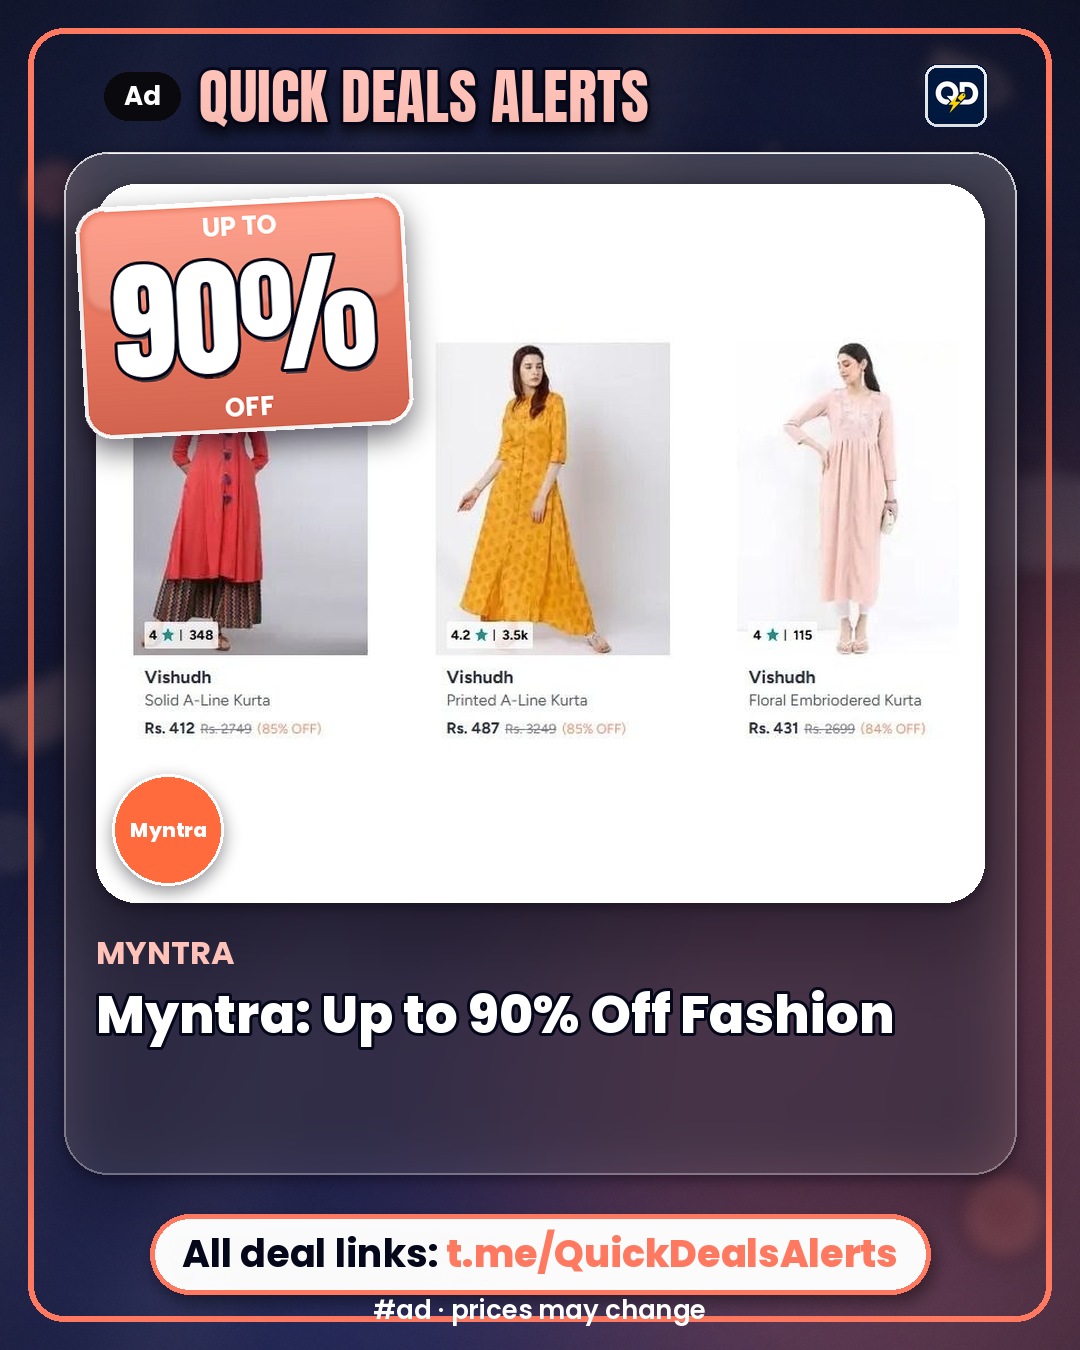 Ad
QUICK DEALS ALERTS
QD
UP TO
90%
OFF
4 ★ | 348
4.2 ★ | 3.5k
4 ★ | 115
Vishudh
Solid A-Line Kurta
Rs. 412 Rs. 2749 (85% OFF)
Vishudh
Printed A-Line Kurta
Rs. 487 Rs. 3249 (85% OFF)
Vishudh
Floral Embriodered Kurta
Rs. 431 Rs. 2699 (84% OFF)
Myntra
MYNTRA
Myntra: Up to 90% Off Fashion
All deal links: t.me/QuickDealsAlerts
#ad · prices may change